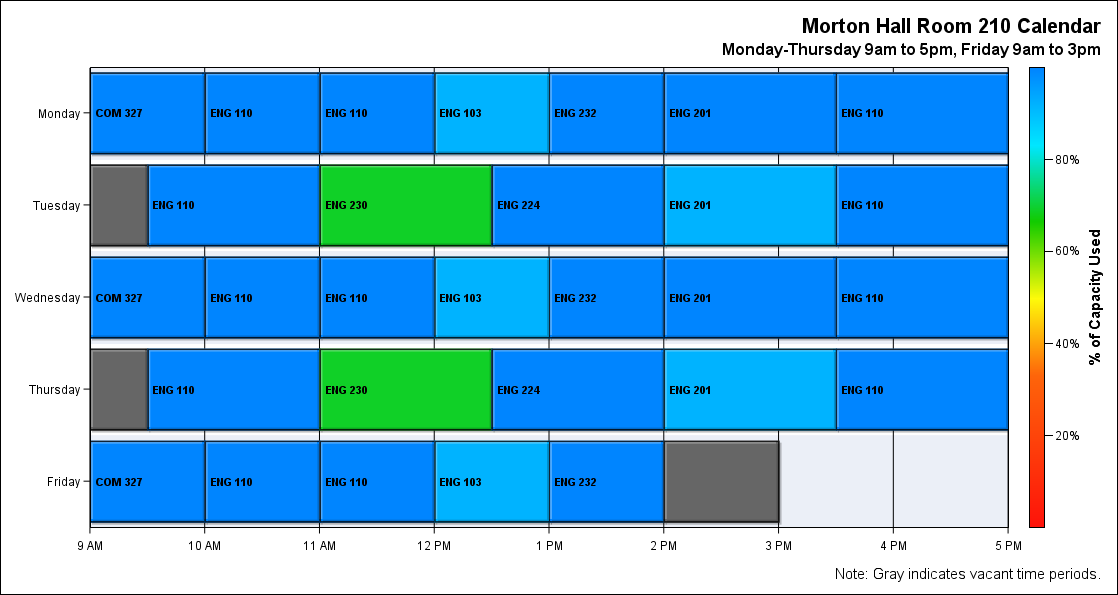 Morton Hall Room 210 Calendar
Monday-Thursday 9am to 5pm, Friday 9am to 3pm
Monday COM 327 ENG 110 ENG 110 ENG 103 ENG 232 ENG 201 ENG 110
Tuesday ENG 110 ENG 230 ENG 224 ENG 201 ENG 110
Wednesday COM 327 ENG 110 ENG 110 ENG 103 ENG 232 ENG 201 ENG 110
Thursday ENG 110 ENG 230 ENG 224 ENG 201 ENG 110
Friday COM 327 ENG 110 ENG 110 ENG 103 ENG 232
9 AM 10 AM 11 AM 12 PM 1 PM 2 PM 3 PM 4 PM 5 PM
80%
60%
40%
20%
% of Capacity Used
Note: Gray indicates vacant time periods.